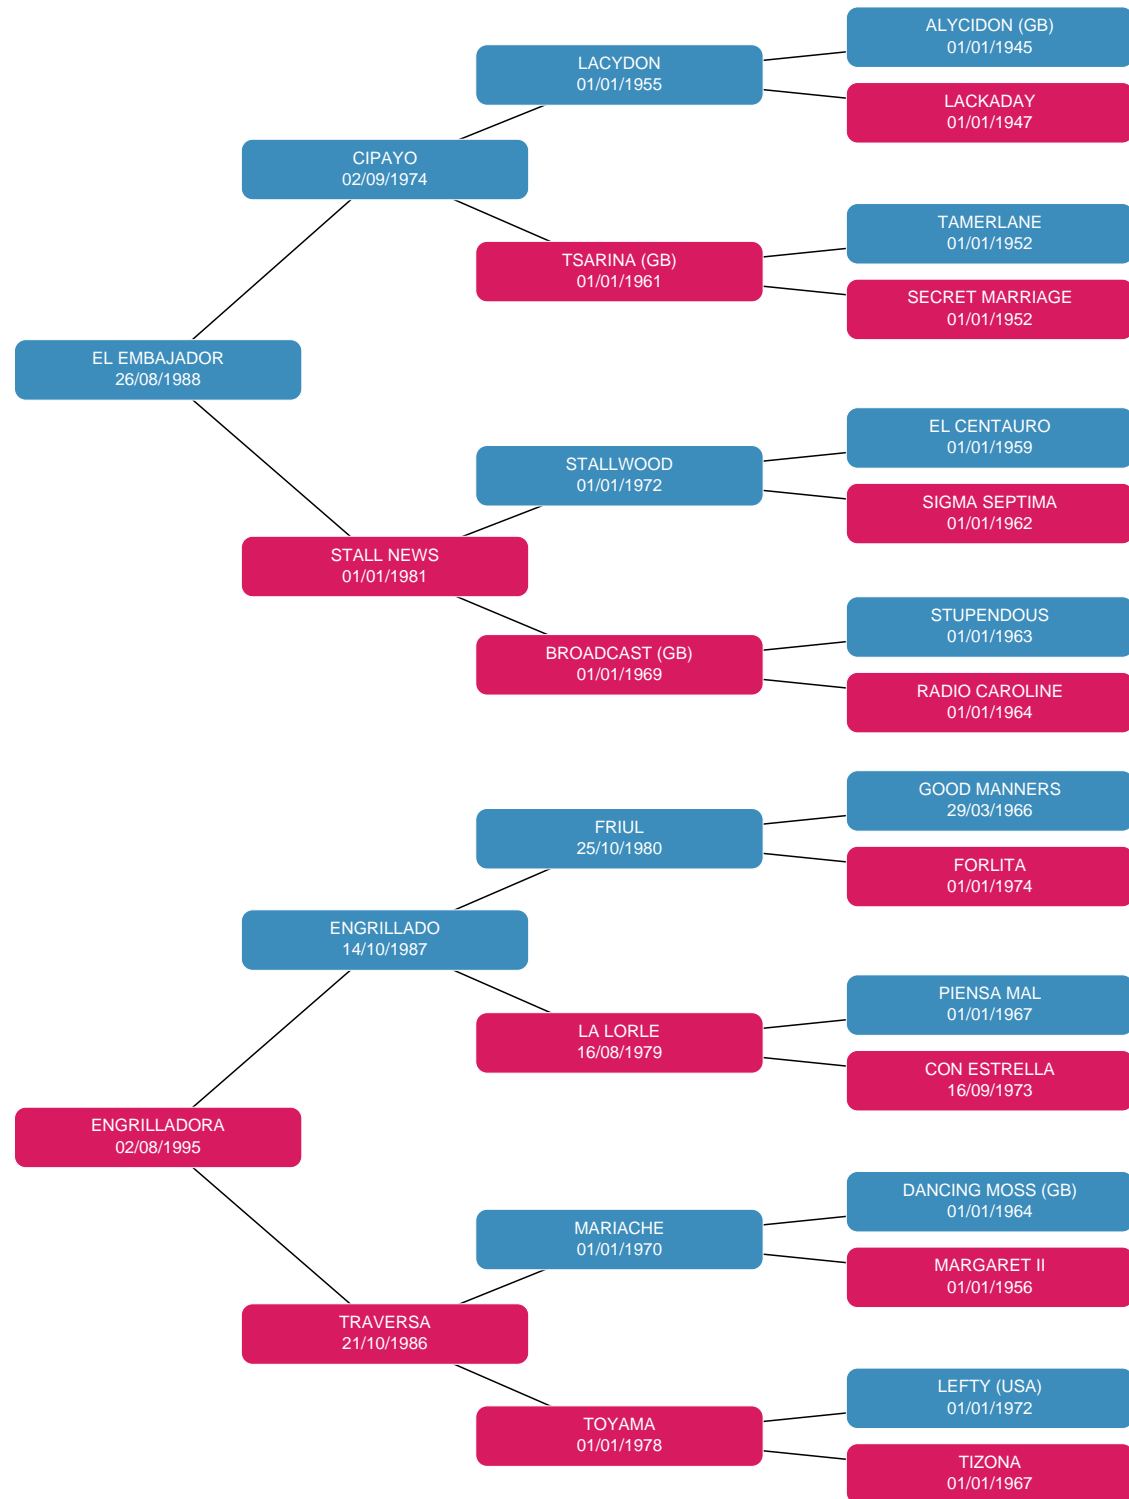 ALYCIDON (GB)
01/01/1945
LACYDON
01/01/1955
LACKADAY
01/01/1947
CIPAYO
02/09/1974
TAMERLANE
01/01/1952
TSARINA (GB)
01/01/1961
SECRET MARRIAGE
01/01/1952
EL EMBAJADOR
26/08/1988
EL CENTAURO
01/01/1959
STALLWOOD
01/01/1972
SIGMA SEPTIMA
01/01/1962
STALL NEWS
01/01/1981
STUPENDOUS
01/01/1963
BROADCAST (GB)
01/01/1969
RADIO CAROLINE
01/01/1964
GOOD MANNERS
29/03/1966
FRIUL
25/10/1980
FORLITA
01/01/1974
ENGRILLADO
14/10/1987
PIENSA MAL
01/01/1967
LA LORLE
16/08/1979
CON ESTRELLA
16/09/1973
ENGRILLADORA
02/08/1995
DANCING MOSS (GB)
01/01/1964
MARIACHE
01/01/1970
MARGARET II
01/01/1956
TRAVERSA
21/10/1986
LEFTY (USA)
01/01/1972
TOYAMA
01/01/1978
TIZONA
01/01/1967